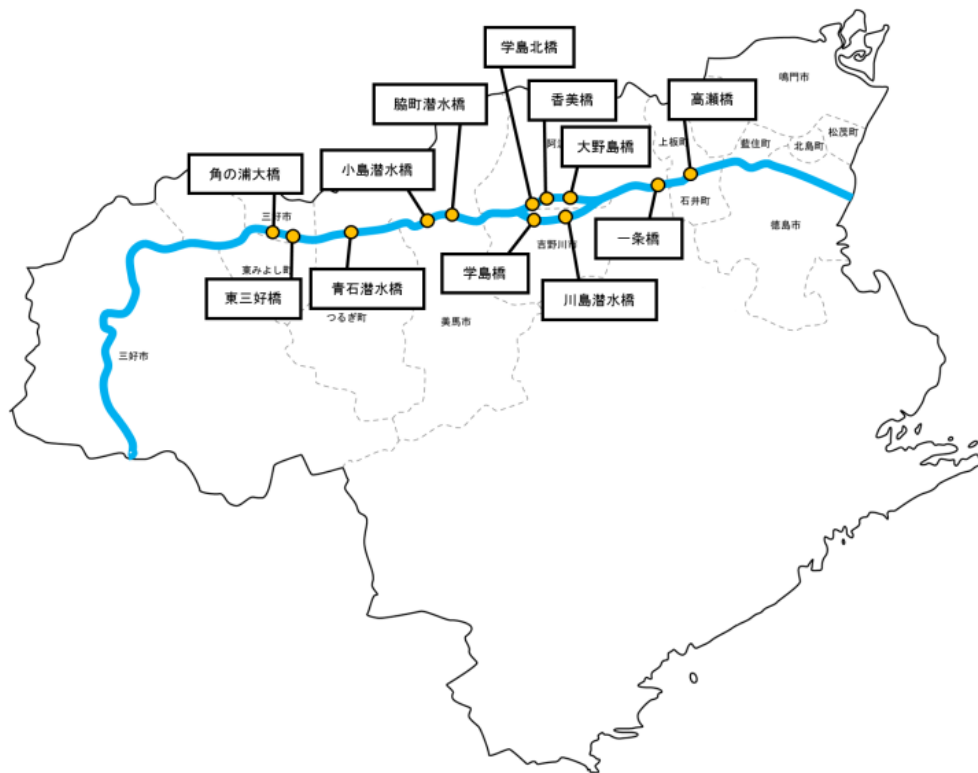 学島北橋
鳴門市
脇町潜水橋
香美橋
高瀬橋
松茂町
小島潜水橋
阿波
大野島橋
上板町
藍住町
北島町
角の浦大橋
石井町
三好市
徳島市
一条橋
吉野川市
東みよし町
学島橋
東三好橋
青石潜水橋
川島潜水橋
つるぎ町
美馬市
三好市